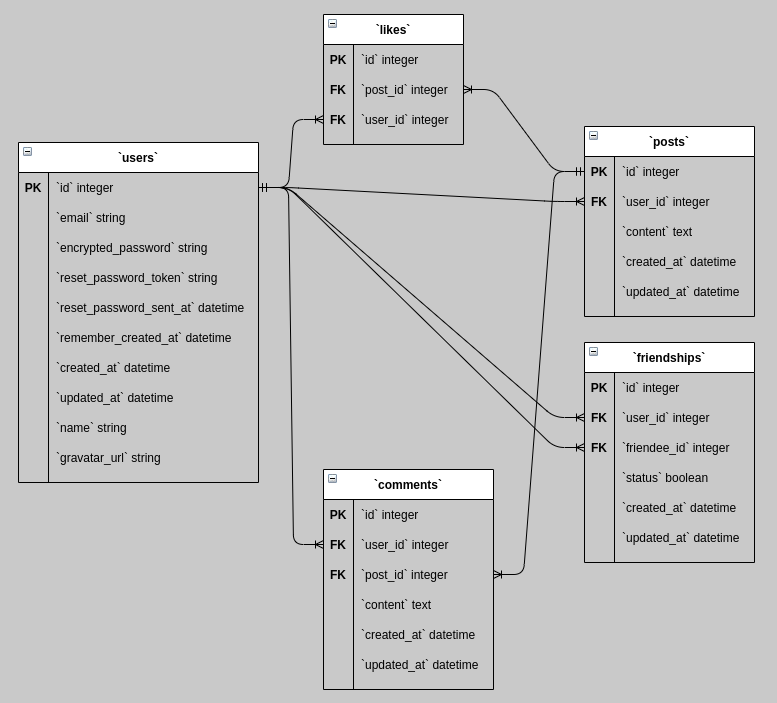 `likes`
PK `id` integer
FK `post_id` integer
FK `user_id` integer
`users`
PK `id` integer
`email` string
`encrypted_password` string
`reset_password_token` string
`reset_password_sent_at` datetime
`remember_created_at` datetime
`created_at` datetime
`updated_at` datetime
`name` string
`gravatar_url` string
`posts`
PK `id` integer
FK `user_id` integer
`content` text
`created_at` datetime
`updated_at` datetime
`friendships`
PK `id` integer
FK `user_id` integer
FK `friendee_id` integer
`status` boolean
`created_at` datetime
`updated_at` datetime
`comments`
PK `id` integer
FK `user_id` integer
FK `post_id` integer
`content` text
`created_at` datetime
`updated_at` datetime